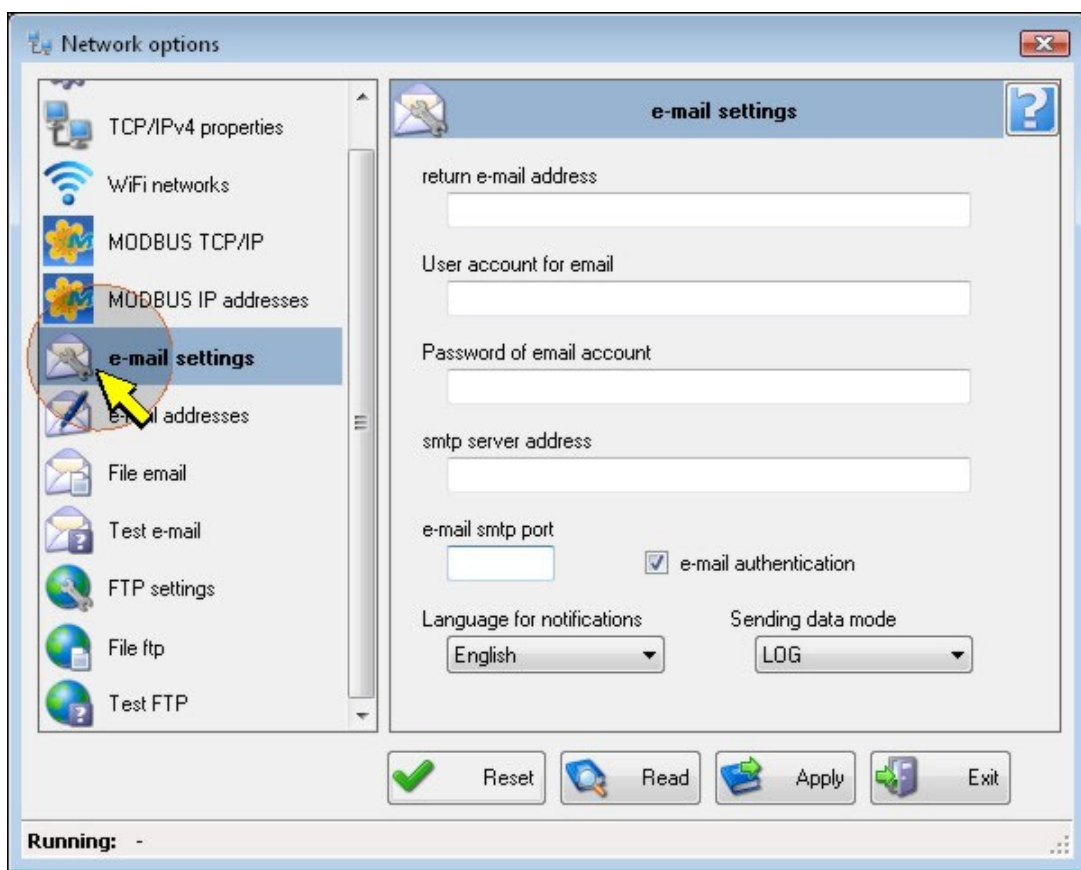 Network options
TCP/IPv4 properties
WiFi networks
MODBUS TCP/IP
MODBUS IP addresses
e-mail settings
e-mail addresses
File email
Test e-mail
FTP settings
File ftp
Test FTP
e-mail settings
return e-mail address
User account for email
Password of email account
smtp server address
e-mail smtp port
e-mail authentication
Language for notifications Sending data mode
English LOG
Reset Read Apply Exit
Running: -